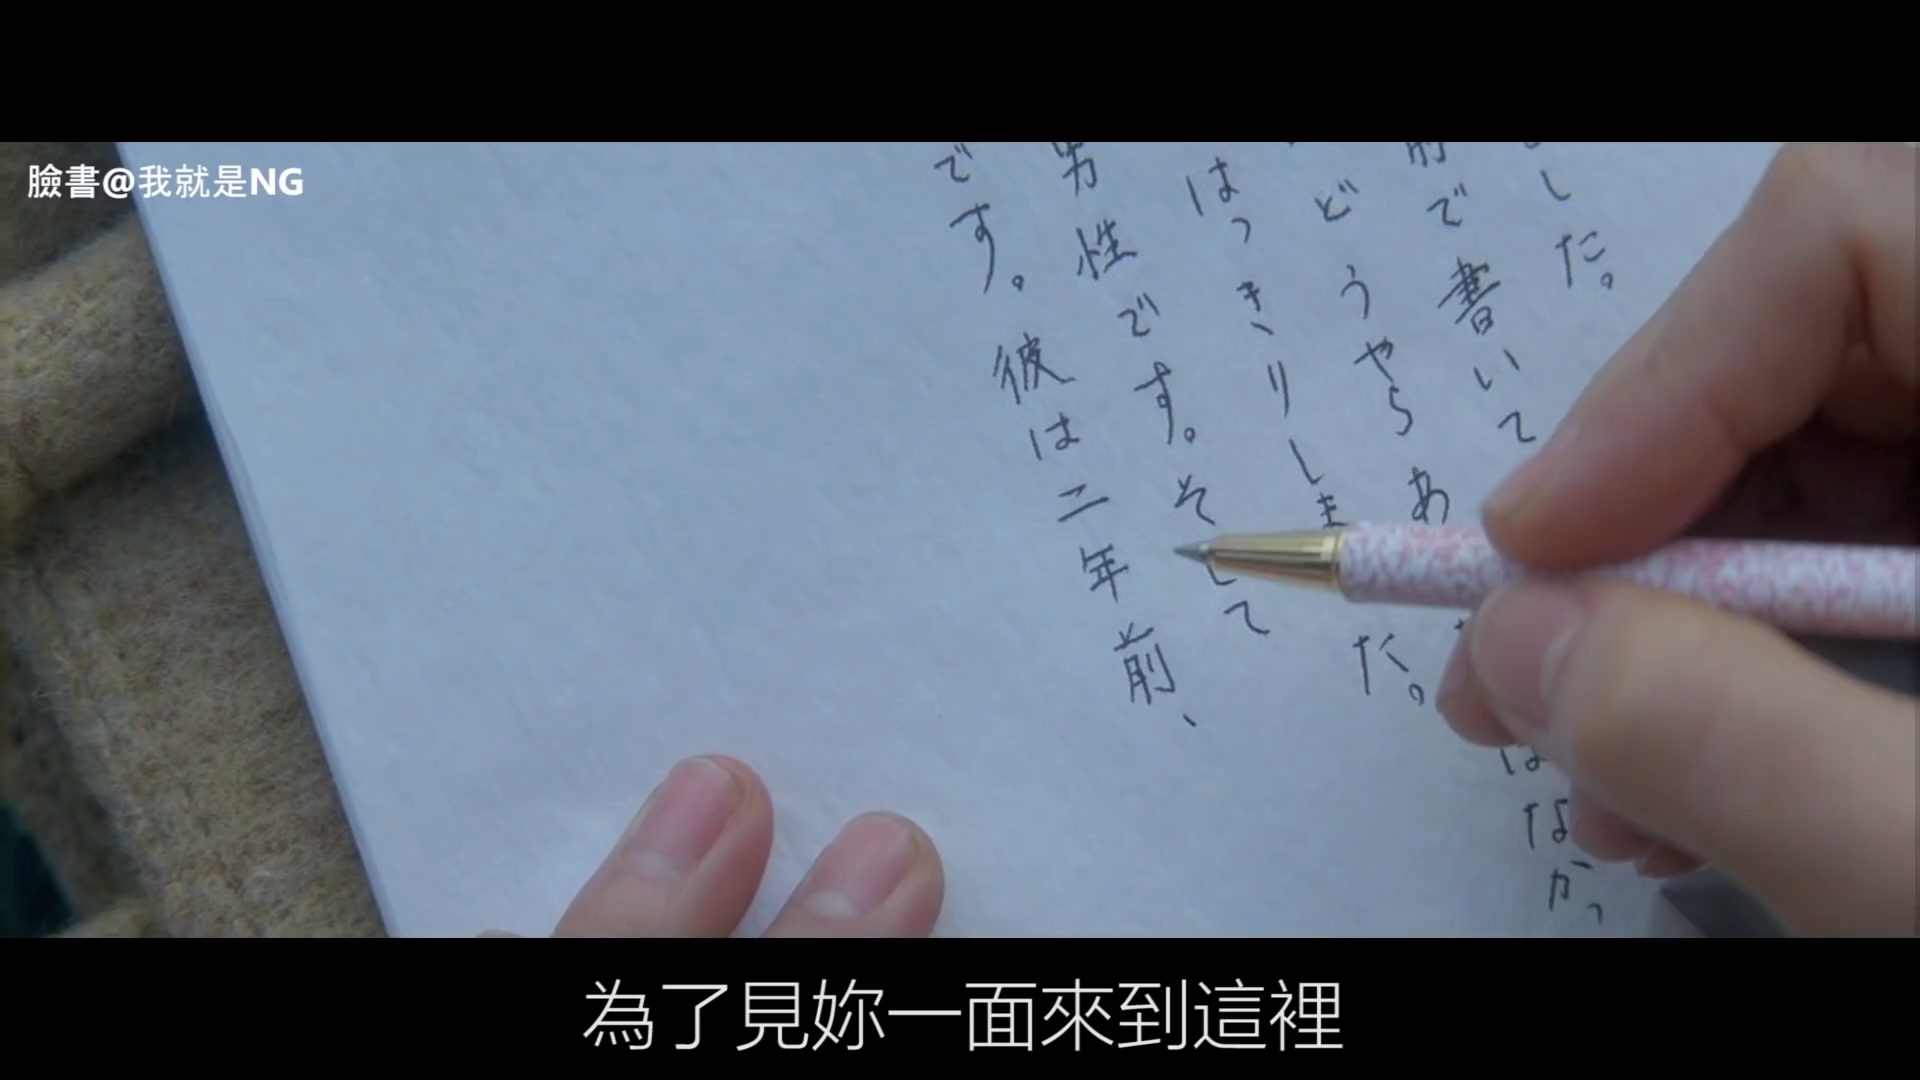 臉書@我就是NG
した。
前で書いて
はなかっ
どうやらあ
だ。
はっきりしま
男性です。そして
です。彼は二年前、
為了見妳一面來到這裡